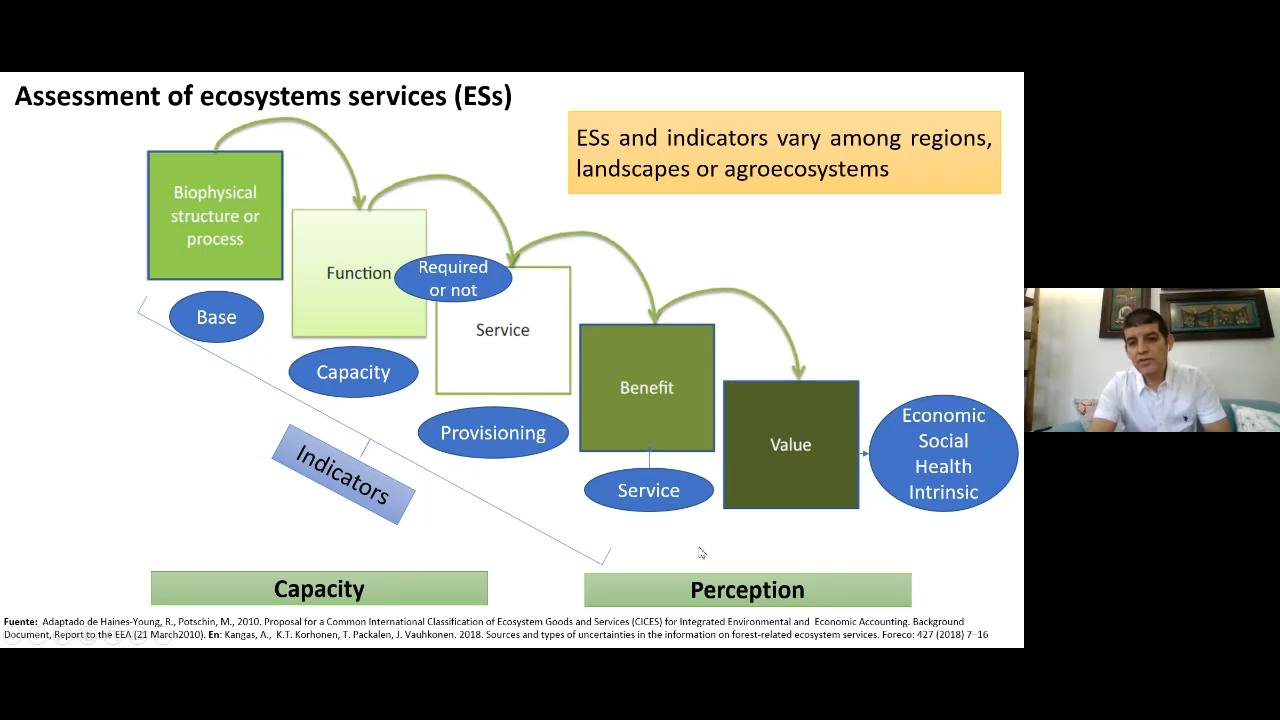 Assessment of ecosystems services (ESs)
ESs and indicators vary among regions,
landscapes or agroecosystems
Biophysical
structure or
process
Function
Required
or not
Service
Benefit
Value
Base
Capacity
Provisioning
Service
Economic
Social
Health
Intrinsic
Indicators
Capacity
Perception
Fuente: Adaptado de Haines-Young, R., Potschin, M., 2010. Proposal for a Common International Classification of Ecosystem Goods and Services (CICES) for Integrated Environmental and Economic Accounting. Background
Document, Report to the EEA (21 March2010). En: Kangas, A., K.T. Korhonen, T. Packalen, J. Vauhkonen. 2018. Sources and types of uncertainties in the information on forest-related ecosystem services. Foreco: 427 (2018) 7–16